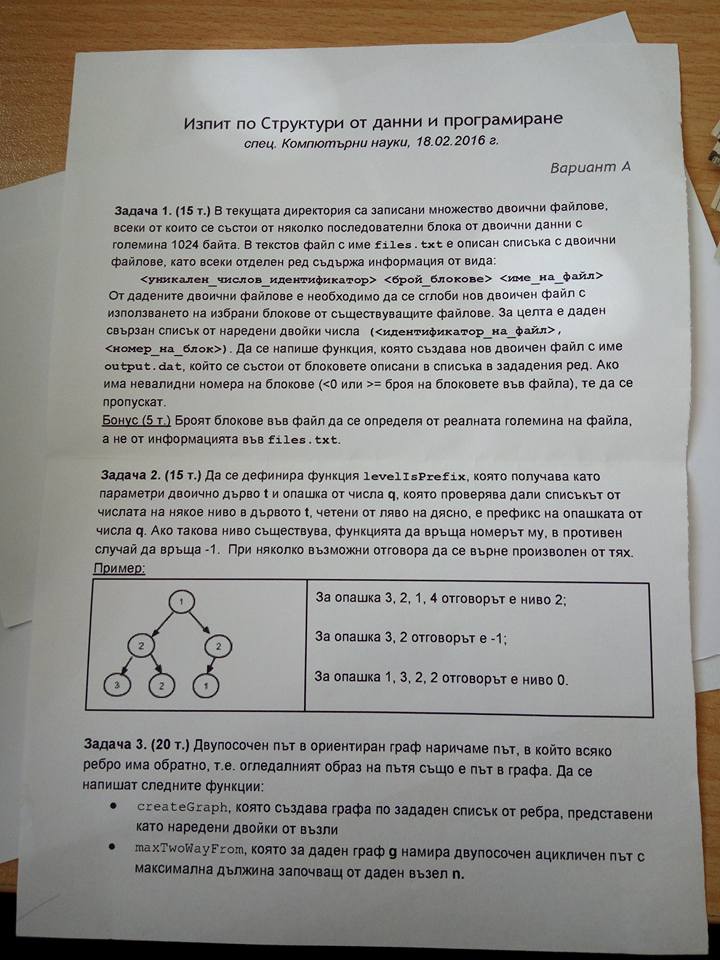 Изпит по Структури от данни и програмиране
спец. Компютърни науки, 18.02.2016 г.
Вариант А
Задача 1. (15 т.) В текущата директория са записани множество двоични файлове,
всеки от които се състои от няколко последователни блока от двоични данни с
големина 1024 байта. В текстов файл с име files.txt е описан списъка с двоични
файлове, като всеки отделен ред съдържа информация от вида:
<уникален_числов_идентификатор> <брой_блокове> <име_на_файл>
От дадените двоични файлове е необходимо да се сглоби нов двоичен файл с
използването на избрани блокове от съществуващите файлове. За целта е даден
свързан списък от наредени двойки числа (<идентификатор_на_файл>,
<номер_на_блок>). Да се напише функция, която създава нов двоичен файл с име
output.dat, който се състои от блоковете описани в списъка в зададения ред. Ако
има невалидни номера на блокове (<0 или >= броя на блоковете във файла), те да се
пропускат.
Бонус (5 т.) Броят блокове във файл да се определя от реалната големина на файла,
а не от информацията във files.txt.
Задача 2. (15 т.) Да се дефинира функция levelIsPrefix, която получава като
параметри двоично дърво t и опашка от числа q, която проверява дали списъкът от
числата на някое ниво в дървото t, четени от ляво на дясно, е префикс на опашката от
числа q. Ако такова ниво съществува, функцията да връща номерът му, в противен
случай да връща -1. При няколко възможни отговора да се върне произволен от тях.
Пример:
1
2 2
3 2 1
За опашка 3, 2, 1, 4 отговорът е ниво 2;
За опашка 3, 2 отговорът е -1;
За опашка 1, 3, 2, 2 отговорът е ниво 0.
Задача 3. (20 т.) Двупосочен път в ориентиран граф наричаме път, в който всяко
ребро има обратно, т.е. огледалният образ на пътя също е път в графа. Да се
напишат следните функции:
● createGraph, която създава графа по зададен списък от ребра, представени
като наредени двойки от възли
● maxTwoWayFrom, която за даден граф g намира двупосочен ацикличен път с
максимална дължина започващ от даден възел n.